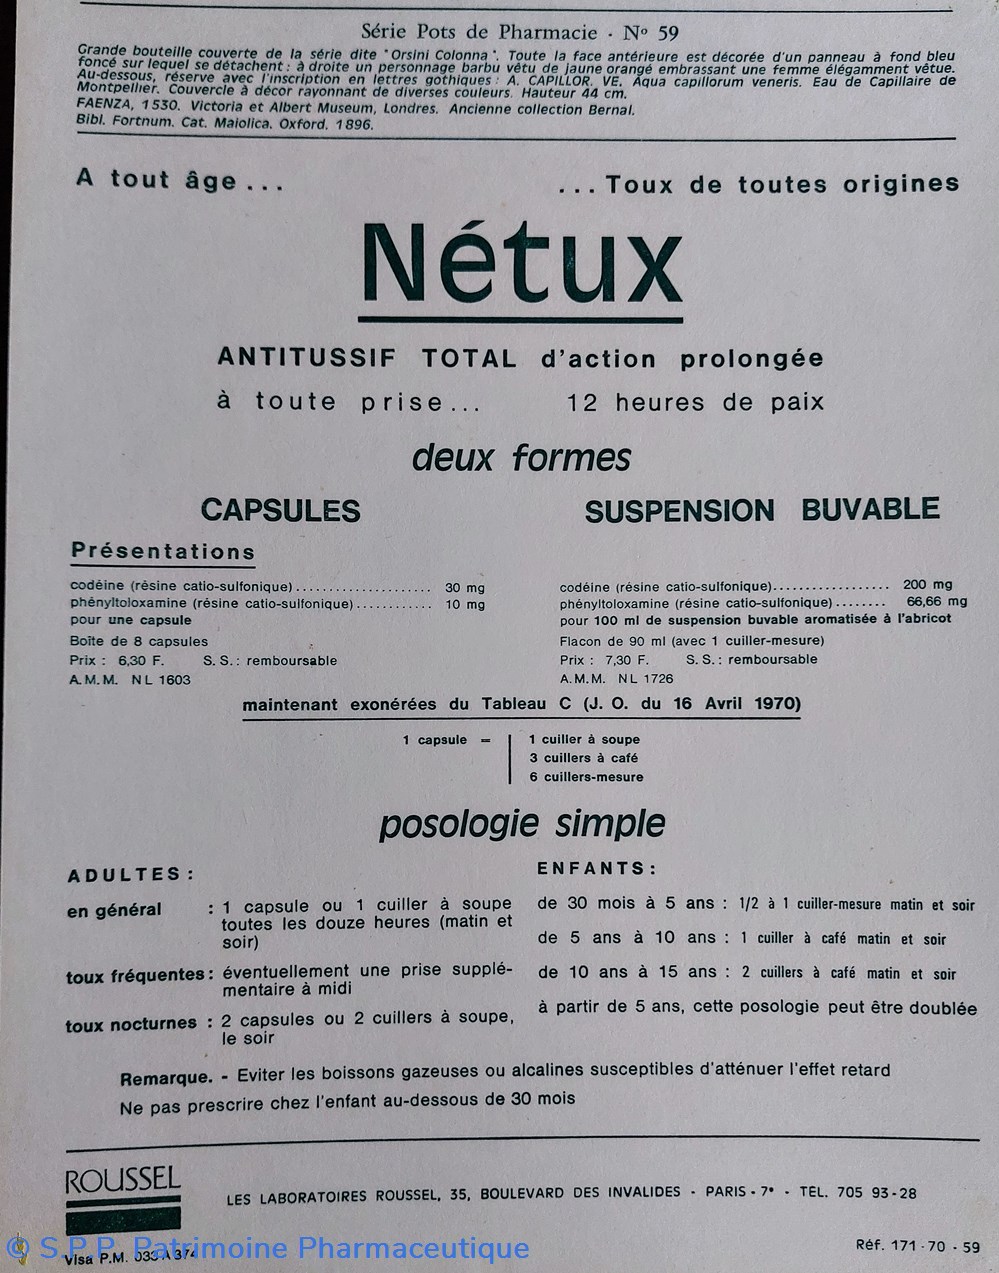 Série Pots de Pharmacie - Nº 59
Grande bouteille couverte de la série dite "Orsini Colonna". Toute la face antérieure est décorée d'un panneau à fond bleu
foncé sur lequel se détachent : à droite un personnage barbu vêtu de jaune orangé embrassant une femme élégamment vêtue.
Au-dessous, réserve avec l'inscription en lettres gothiques : A. CAPILLOR. VE. Aqua capillorum veneris. Eau de Capillaire de
Montpellier. Couvercle à décor rayonnant de diverses couleurs. Hauteur 44 cm.
FAENZA, 1530. Victoria et Albert Museum, Londres. Ancienne collection Bernal.
Bibl. Fortnum. Cat. Maiolica. Oxford. 1896.
A tout âge ... ... Toux de toutes origines
Nétux
ANTITUSSIF TOTAL d'action prolongée
à toute prise... 12 heures de paix
deux formes
CAPSULES SUSPENSION BUVABLE
Présentations
codéine (résine catio-sulfonique)..................... 30 mg
phényltoloxamine (résine catio-sulfonique)............ 10 mg
pour une capsule
Boîte de 8 capsules
Prix : 6,30 F. S.S.: remboursable
A.M.M. NL 1603
codéine (résine catio-sulfonique).................. 200 mg
phényltoloxamine (résine catio-sulfonique)........ 66,66 mg
pour 100 ml de suspension buvable aromatisée à l'abricot
Flacon de 90 ml (avec 1 cuiller-mesure)
Prix : 7,30 F. S.S.: remboursable
A.M.M. NL 1726
maintenant exonérées du Tableau C (J. O. du 16 Avril 1970)
1 capsule = 1 cuiller à soupe
3 cuillers à café
6 cuillers-mesure
posologie simple
ADULTES :
en général : 1 capsule ou 1 cuiller à soupe
toutes les douze heures (matin et
soir)
toux fréquentes : éventuellement une prise supplé-
mentaire à midi
toux nocturnes : 2 capsules ou 2 cuillers à soupe,
le soir
ENFANTS :
de 30 mois à 5 ans : 1/2 à 1 cuiller-mesure matin et soir
de 5 ans à 10 ans : 1 cuiller à café matin et soir
de 10 ans à 15 ans : 2 cuillers à café matin et soir
à partir de 5 ans, cette posologie peut être doublée
Remarque. - Eviter les boissons gazeuses ou alcalines susceptibles d'atténuer l'effet retard
Ne pas prescrire chez l'enfant au-dessous de 30 mois
ROUSSEL
LES LABORATOIRES ROUSSEL, 35, BOULEVARD DES INVALIDES - PARIS-7e - TEL. 705 93-28
Visa P.M. 033 A 374
Réf. 171-70-59
© S.P.P. Patrimoine Pharmaceutique